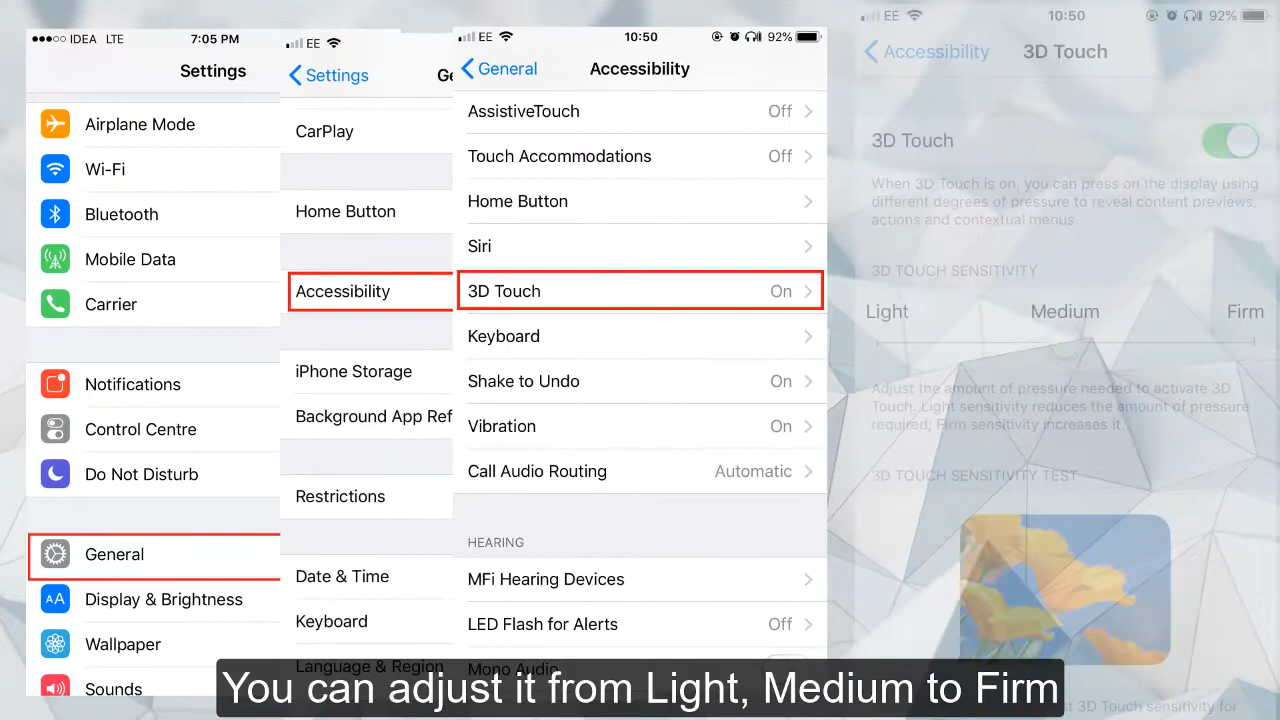 IDEA LTE 7:05 PM
Settings
Airplane Mode
Wi-Fi
Bluetooth
Mobile Data
Carrier
Notifications
Control Centre
Do Not Disturb
General
AA Display & Brightness
Wallpaper
Sounds
EE
Settings Ge
CarPlay
Home Button
Accessibility
iPhone Storage
Background App Ref
Restrictions
Date & Time
Keyboard
Language & Region
EE 10:50 92%
General Accessibility
AssistiveTouch Off
Touch Accommodations Off
Home Button
Siri
3D Touch On
Keyboard
Shake to Undo On
Vibration On
Call Audio Routing Automatic
HEARING
MFi Hearing Devices
LED Flash for Alerts Off
Mono Audio
EE 10:50 92%
Accessibility 3D Touch
3D Touch
When 3D Touch is on, you can press on the display using
different degrees of pressure to reveal content previews,
actions and contextual menus.
3D TOUCH SENSITIVITY
Light Medium Firm
Adjust the amount of pressure needed to activate 3D
Touch. Light sensitivity reduces the amount of pressure
required; Firm sensitivity increases it.
3D TOUCH SENSITIVITY TEST
3D Touch sensitivity for
You can adjust it from Light, Medium to Firm